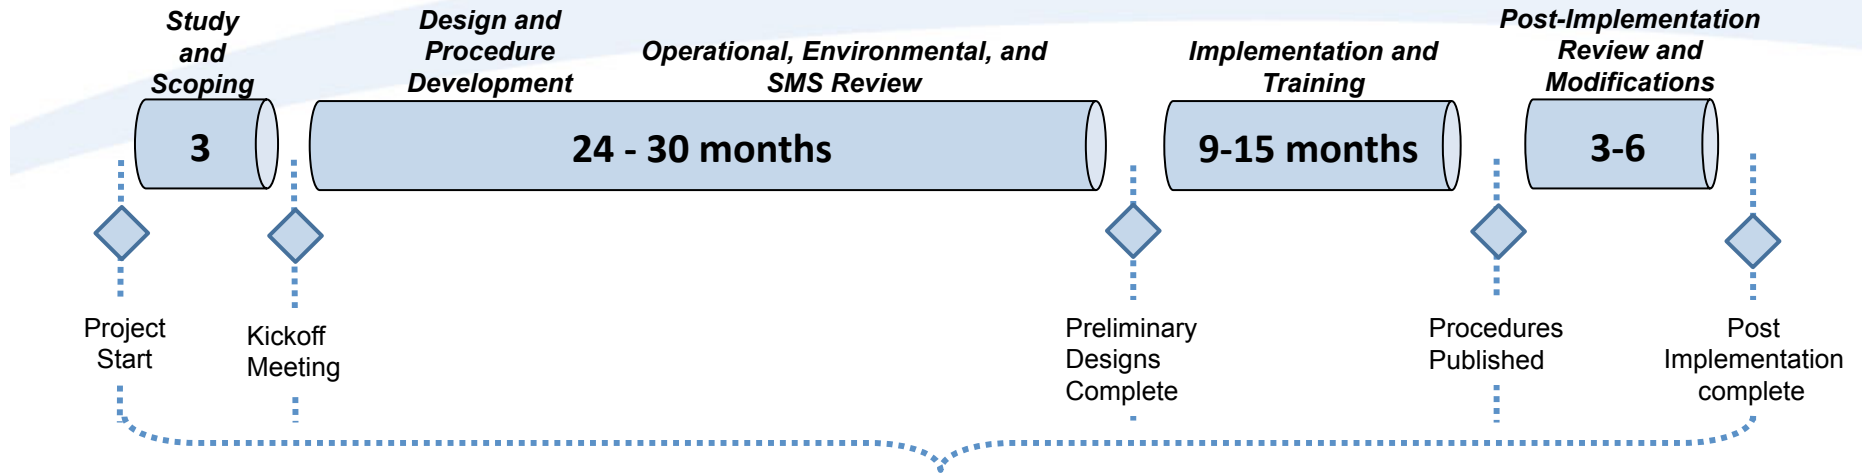 Study
and
Scoping
Design and
Procedure
Development
Operational, Environmental, and
SMS Review
Implementation and
Training
Post-Implementation
Review and
Modifications
3
24 - 30 months
9-15 months
3-6
Project
Start
Kickoff
Meeting
Preliminary
Designs
Complete
Procedures
Published
Post
Implementation
complete